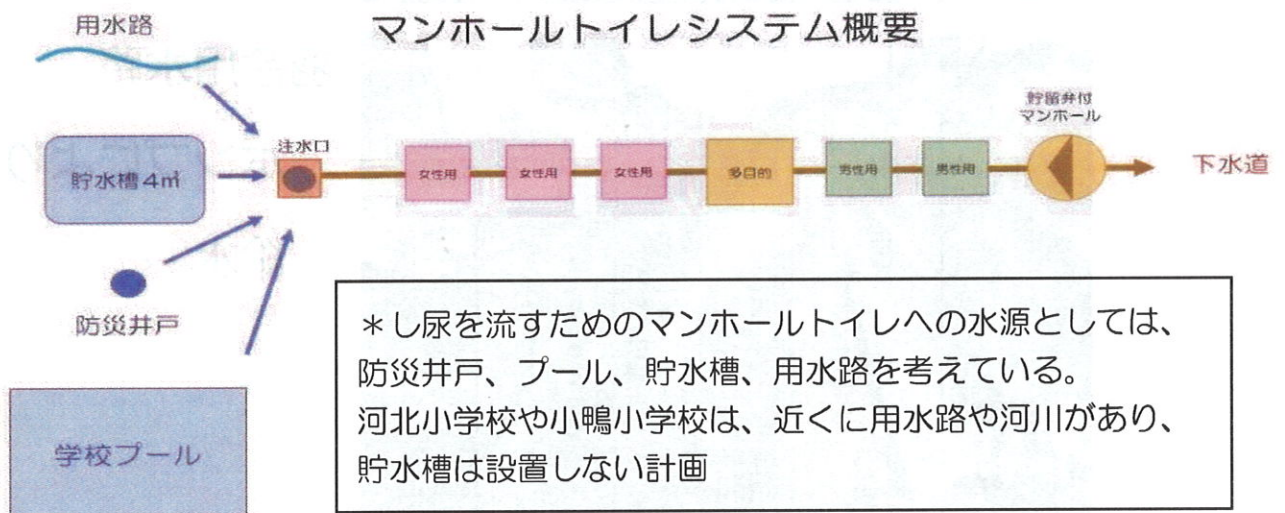 マンホールトイレシステム概要
用水路
貯留弁付
マンホール
注水口
貯水槽4㎥
女性用
女性用
女性用
多目的
男性用
男性用
下水道
防災井戸
学校プール
＊し尿を流すためのマンホールトイレへの水源としては、
防災井戸、プール、貯水槽、用水路を考えている。
河北小学校や小鴨小学校は、近くに用水路や河川があり、
貯水槽は設置しない計画